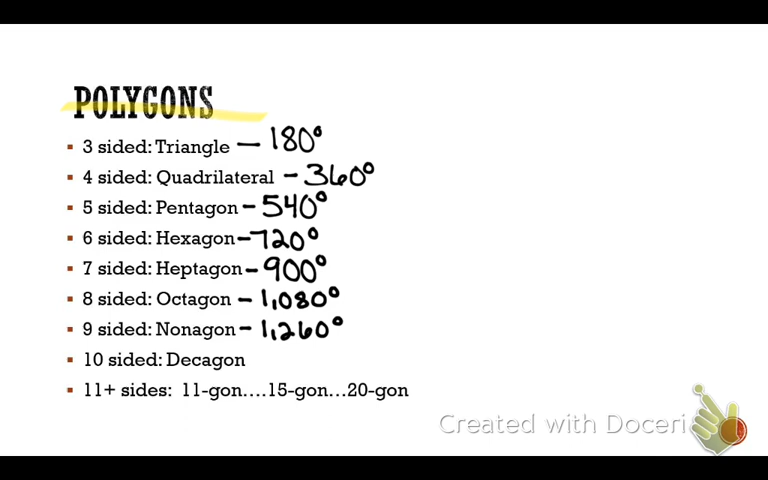 POLYGONS
▪ 3 sided: Triangle – 180°
▪ 4 sided: Quadrilateral – 360°
▪ 5 sided: Pentagon – 540°
▪ 6 sided: Hexagon – 720°
▪ 7 sided: Heptagon – 900°
▪ 8 sided: Octagon – 1,080°
▪ 9 sided: Nonagon – 1,260°
▪ 10 sided: Decagon
▪ 11+ sides: 11-gon....15-gon...20-gon
Created with Doceri